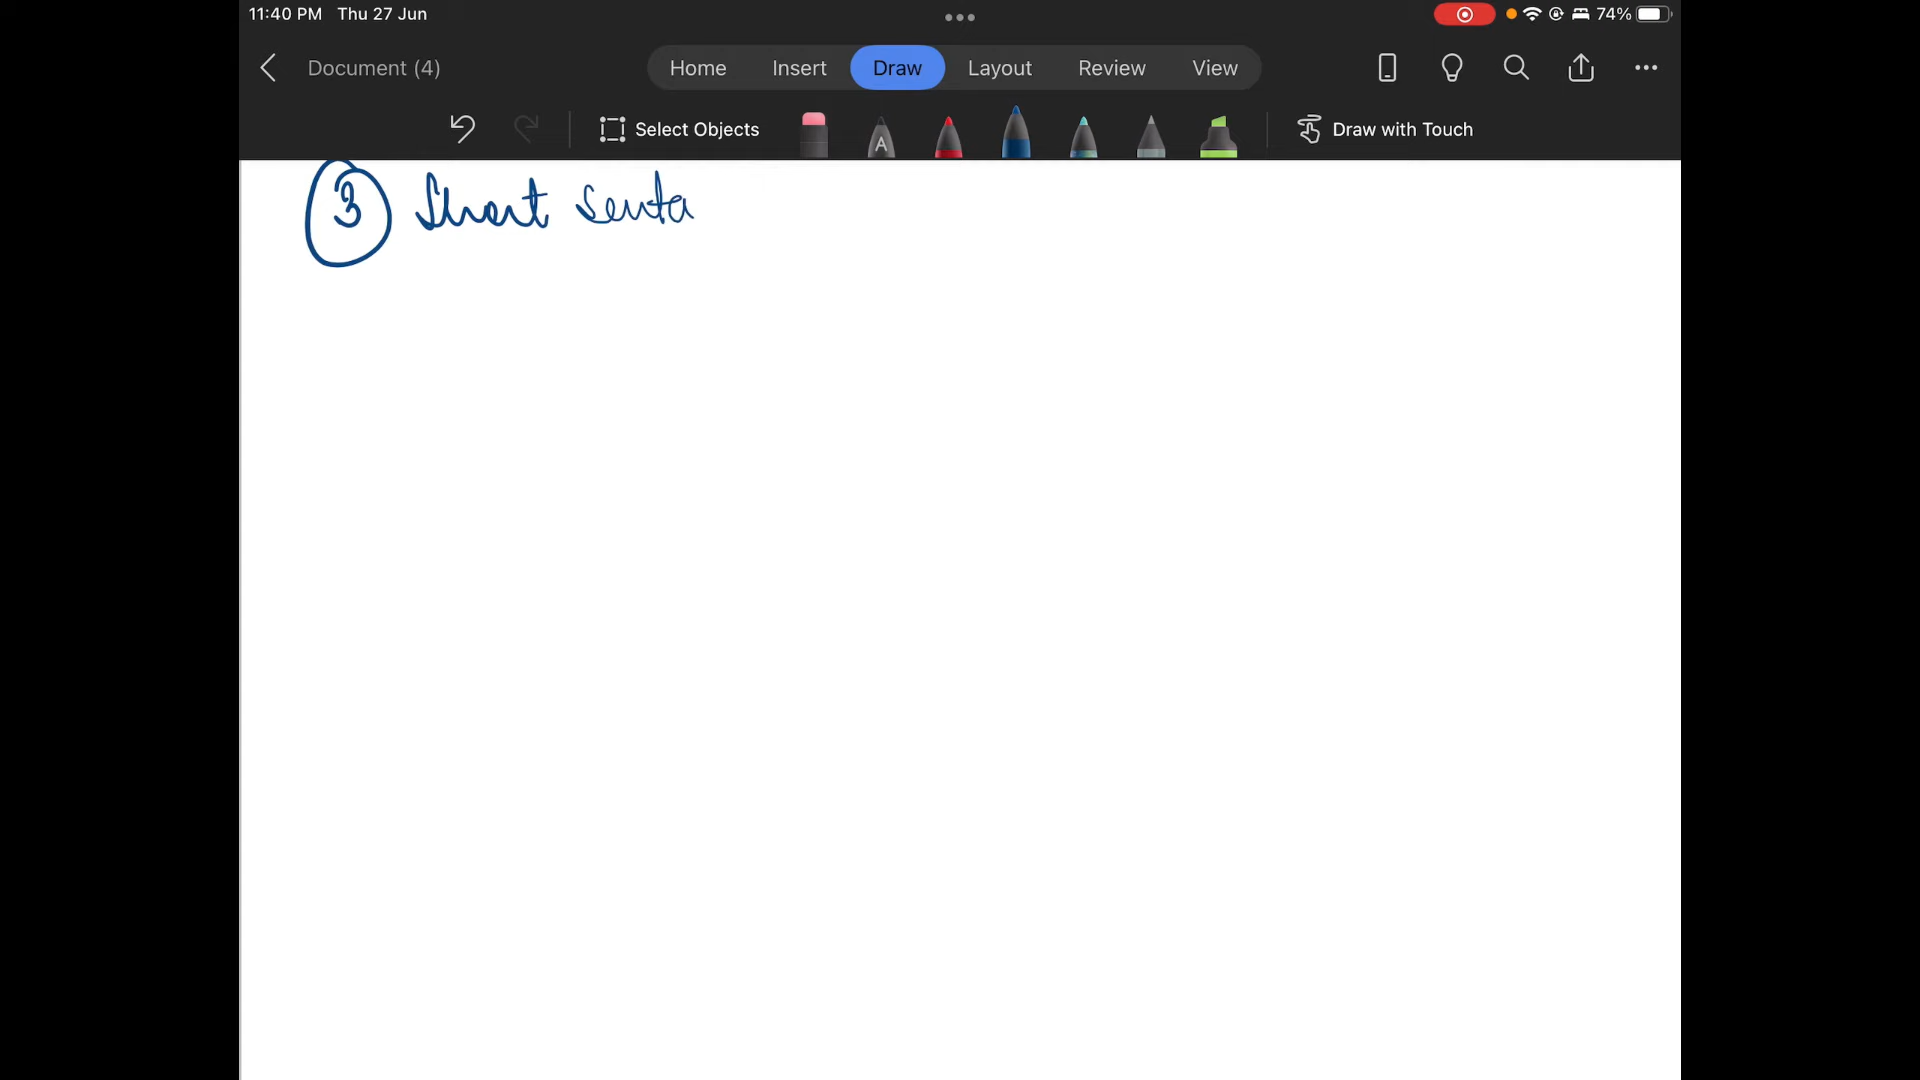 11:40 PM Thu 27 Jun
74%
Document (4)
Home Insert Draw Layout Review View
Select Objects
A
Draw with Touch
3 Short senta